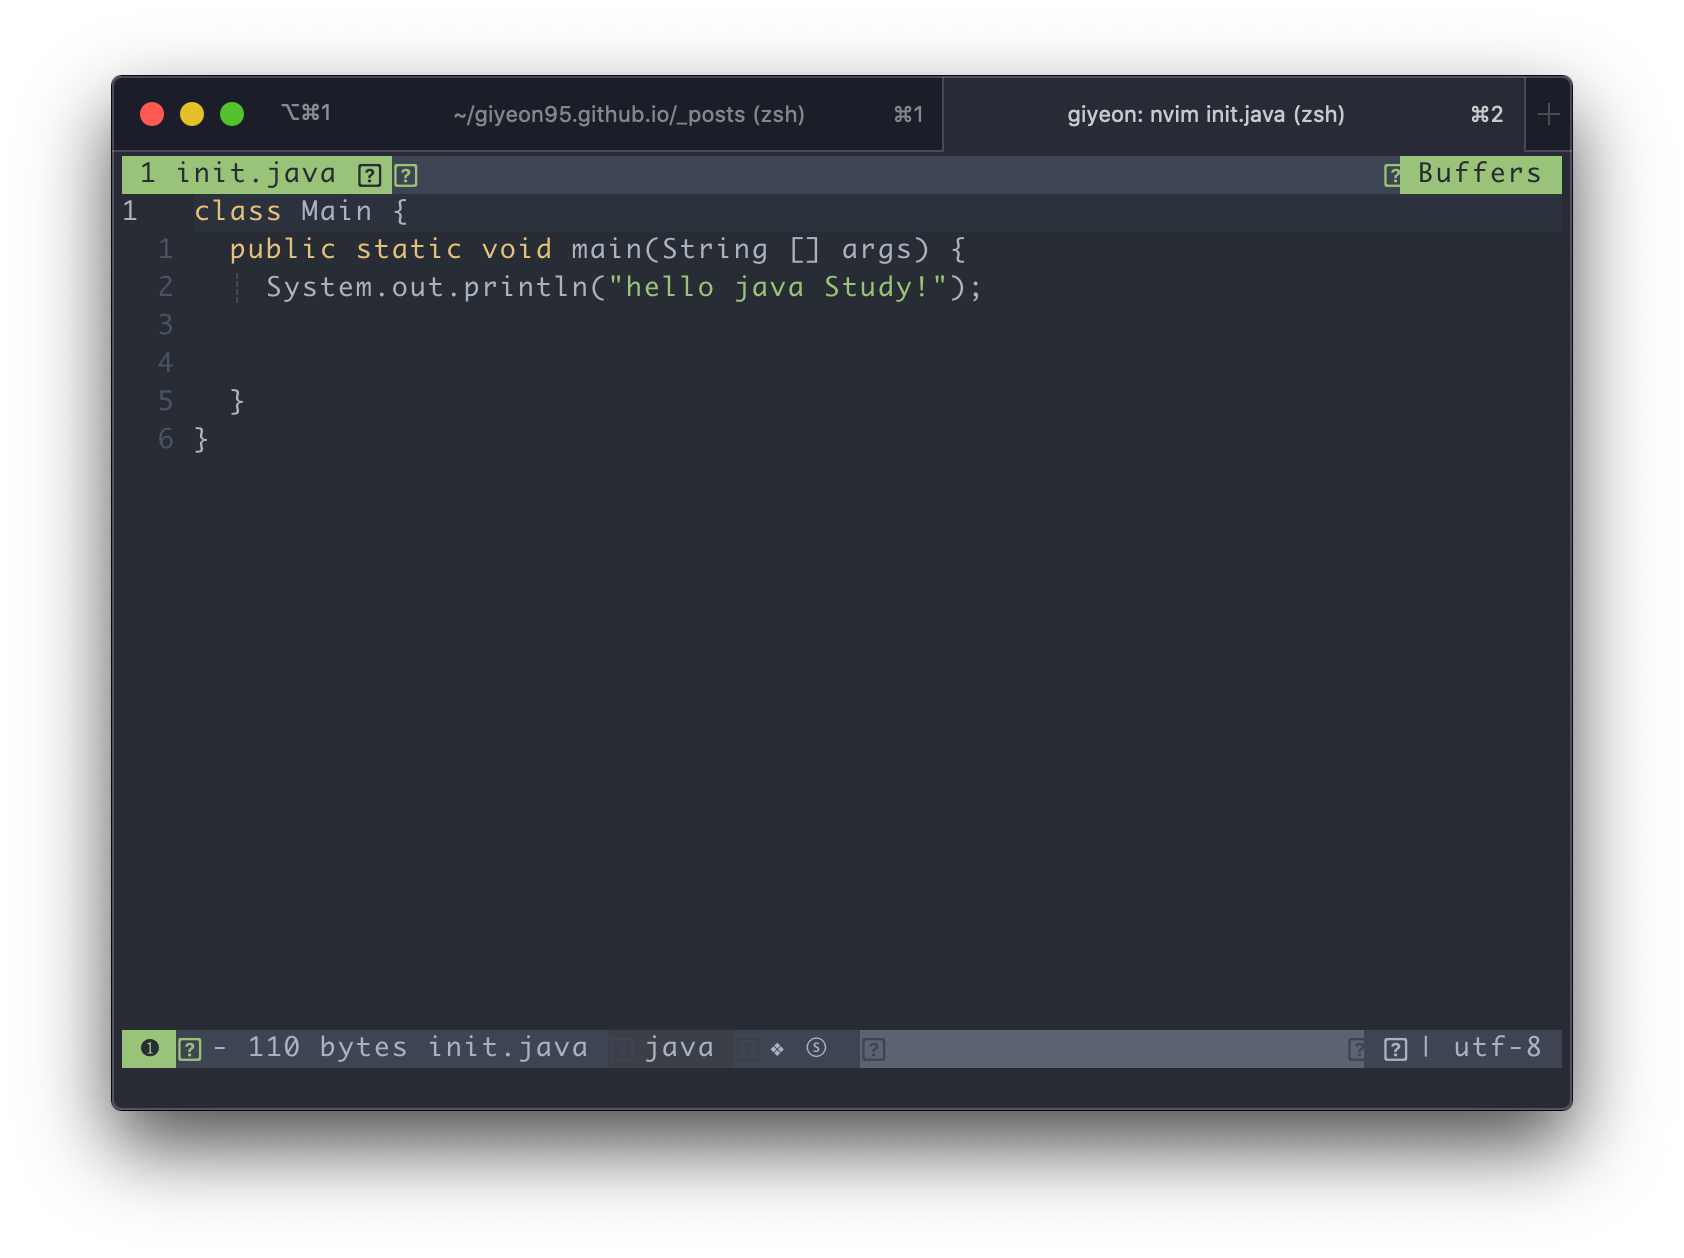 ⌥⌘1 ~/giyeon95.github.io/_posts (zsh) ⌘1 giyeon: nvim init.java (zsh) ⌘2 +
1 init.java ? ? ? Buffers
1 class Main {
1 public static void main(String [] args) {
2 System.out.println("hello java Study!");
3
4
5 }
6 }
❶ ? - 110 bytes init.java ? java ? ❖ Ⓢ ? ? ? | utf-8